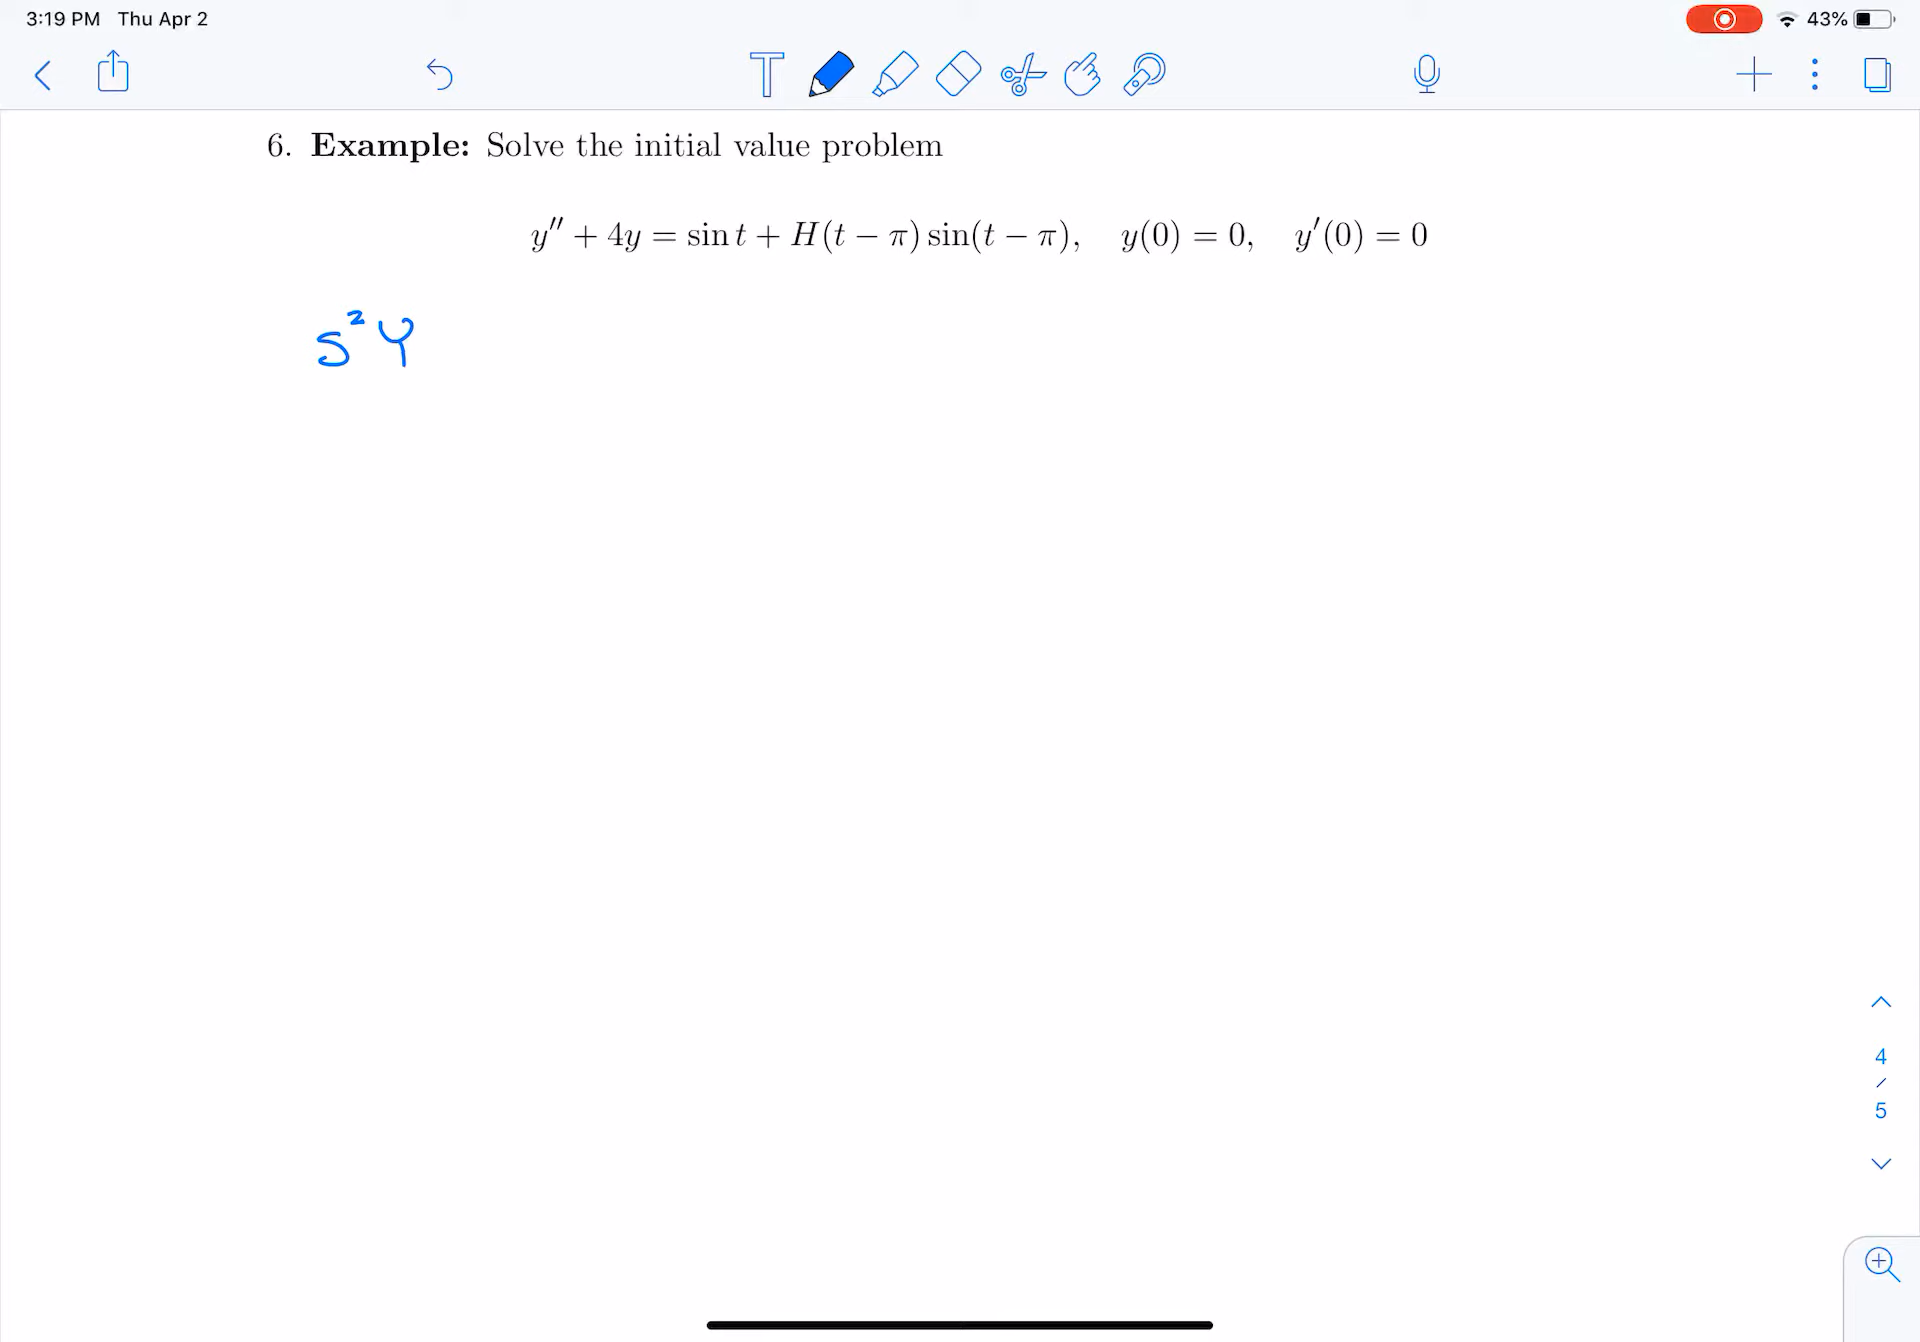 3:19 PM Thu Apr 2 43%
T
6. Example: Solve the initial value problem
y″ + 4y = sin t + H(t − π) sin(t − π), y(0) = 0, y′(0) = 0
s² Y
4
/
5